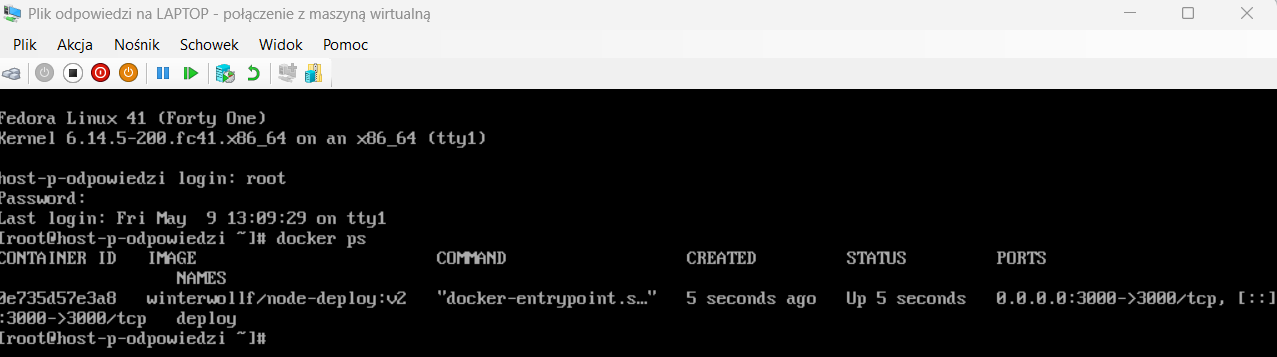 Plik odpowiedzi na LAPTOP - połączenie z maszyną wirtualną
Plik Akcja Nośnik Schowek Widok Pomoc
Fedora Linux 41 (Forty One)
Kernel 6.14.5-200.fc41.x86_64 on an x86_64 (tty1)
host-p-odpowiedzi login: root
Password:
Last login: Fri May  9 13:09:29 on tty1
[root@host-p-odpowiedzi ~]# docker ps
CONTAINER ID   IMAGE                         COMMAND                  CREATED         STATUS         PORTS
NAMES
0e735d57e3a8   winterwollf/node-deploy:v2   "docker-entrypoint.s…"   5 seconds ago   Up 5 seconds   0.0.0.0:3000->3000/tcp, [::]
:3000->3000/tcp   deploy
[root@host-p-odpowiedzi ~]#